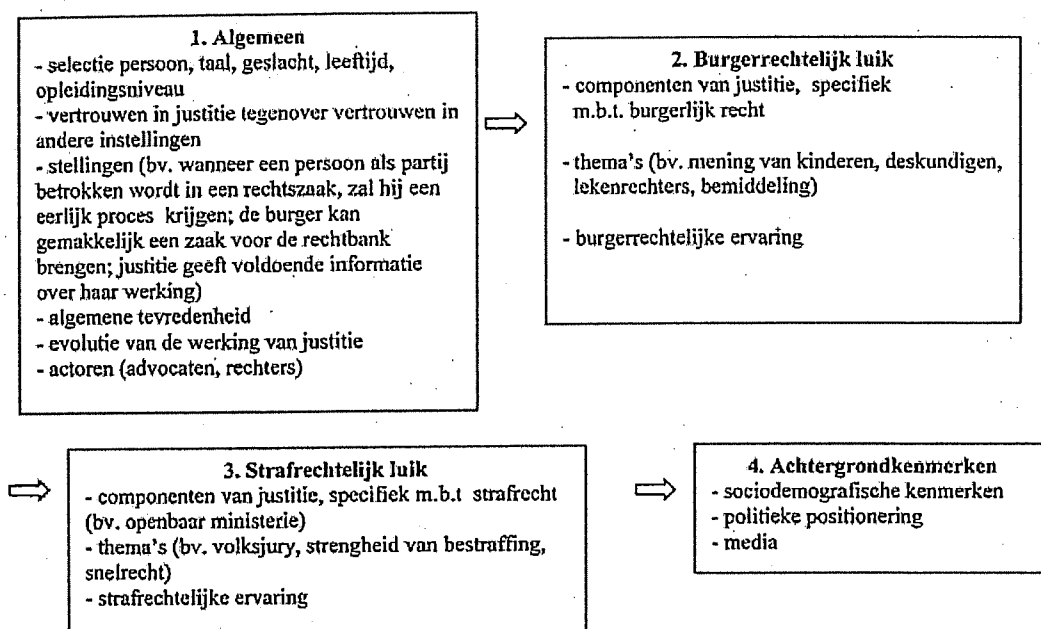 1. Algemeen
- selectie persoon, taal, geslacht, leeftijd,
opleidingsniveau
- vertrouwen in justitie tegenover vertrouwen in
andere instellingen
- stellingen (bv. wanneer een persoon als partij
betrokken wordt in een rechtszaak, zal hij een
eerlijk proces krijgen; de burger kan
gemakkelijk een zaak voor de rechtbank
brengen; justitie geeft voldoende informatie
over haar werking)
- algemene tevredenheid
- evolutie van de werking van justitie
- actoren (advocaten, rechters)
2. Burgerrechtelijk luik
- componenten van justitie, specifiek
m.b.t. burgerlijk recht
- thema's (bv. mening van kinderen, deskundigen,
lekenrechters, bemiddeling)
- burgerrechtelijke ervaring
3. Strafrechtelijk luik
- componenten van justitie, specifiek m.b.t strafrecht
(bv. openbaar ministerie)
- thema's (bv. volksjury, strengheid van bestraffing,
snelrecht)
- strafrechtelijke ervaring
4. Achtergrondkenmerken
- sociodemografische kenmerken
- politieke positionering
- media